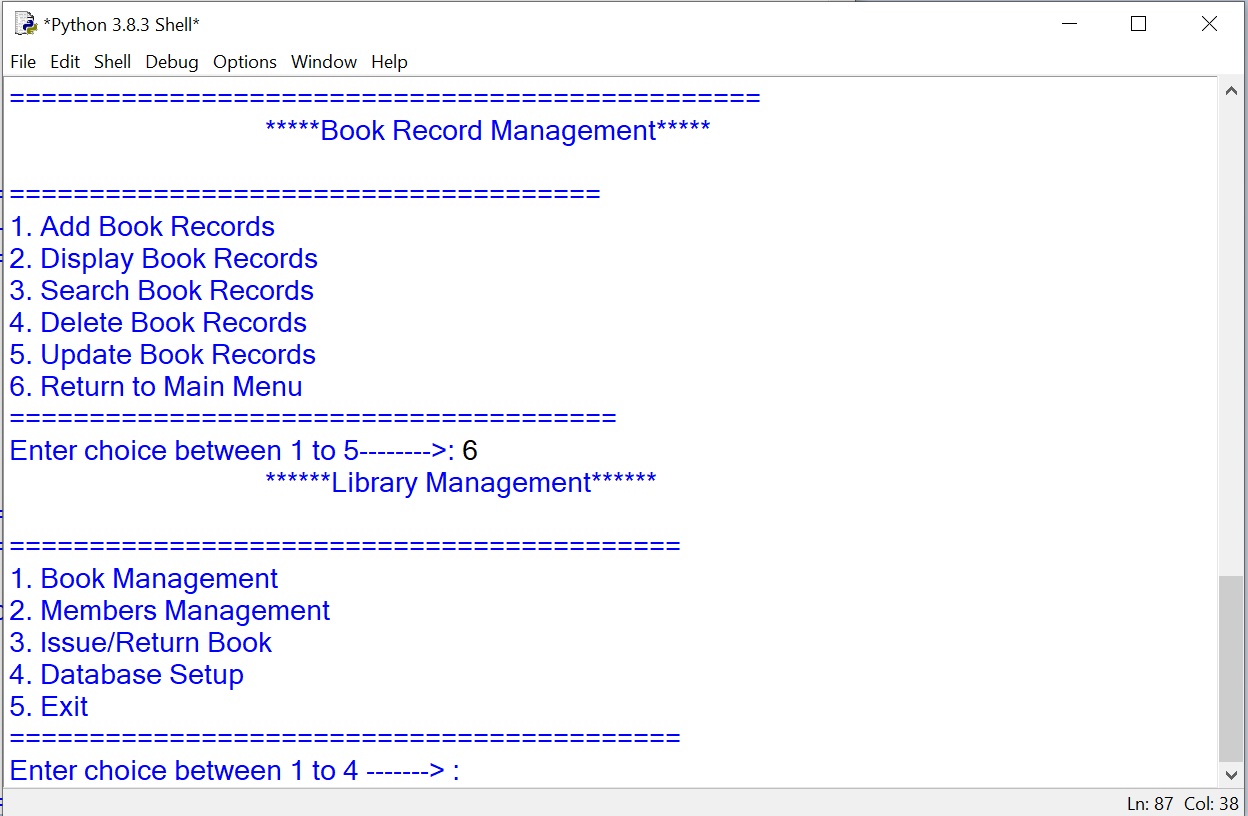 *Python 3.8.3 Shell*
File Edit Shell Debug Options Window Help
===============================================
*****Book Record Management*****
=====================================
1. Add Book Records
2. Display Book Records
3. Search Book Records
4. Delete Book Records
5. Update Book Records
6. Return to Main Menu
======================================
Enter choice between 1 to 5-------->: 6
******Library Management******
==========================================
1. Book Management
2. Members Management
3. Issue/Return Book
4. Database Setup
5. Exit
==========================================
Enter choice between 1 to 4 -------> :
Ln: 87 Col: 38